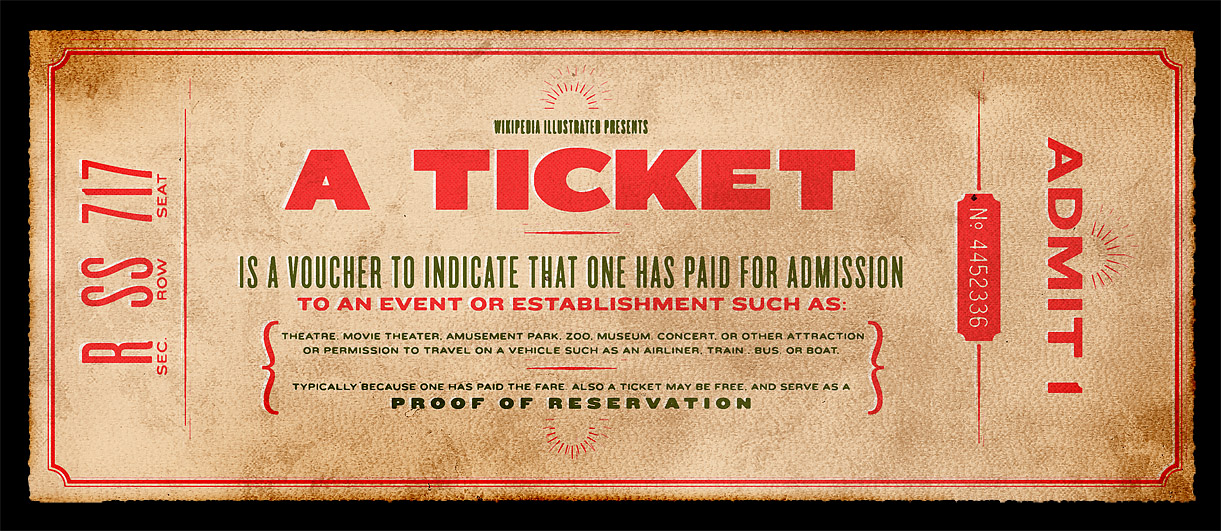 R SS 717
SEC. ROW SEAT
WIKIPEDIA ILLUSTRATED PRESENTS
A TICKET
IS A VOUCHER TO INDICATE THAT ONE HAS PAID FOR ADMISSION
TO AN EVENT OR ESTABLISHMENT SUCH AS:
THEATRE, MOVIE THEATER, AMUSEMENT PARK, ZOO, MUSEUM, CONCERT, OR OTHER ATTRACTION
OR PERMISSION TO TRAVEL ON A VEHICLE SUCH AS AN AIRLINER, TRAIN, BUS, OR BOAT,
TYPICALLY BECAUSE ONE HAS PAID THE FARE. ALSO A TICKET MAY BE FREE, AND SERVE AS A
PROOF OF RESERVATION
Nº 4452336
ADMIT 1